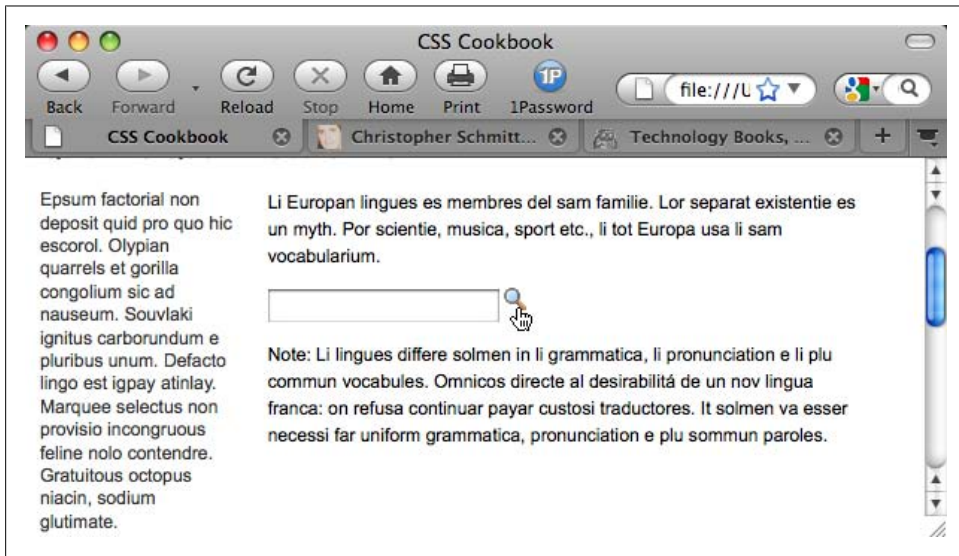 CSS Cookbook
Back Forward Reload Stop Home Print 1Password
1P
file:///U
CSS Cookbook Christopher Schmitt... Technology Books, ... +
Epsum factorial non
deposit quid pro quo hic
escorol. Olypian
quarrels et gorilla
congolium sic ad
nauseum. Souvlaki
ignitus carborundum e
pluribus unum. Defacto
lingo est igpay atinlay.
Marquee selectus non
provisio incongruous
feline nolo contendre.
Gratuitous octopus
niacin, sodium
glutimate.
Li Europan lingues es membres del sam familie. Lor separat existentie es
un myth. Por scientie, musica, sport etc., li tot Europa usa li sam
vocabularium.
Note: Li lingues differe solmen in li grammatica, li pronunciation e li plu
commun vocabules. Omnicos directe al desirabilitá de un nov lingua
franca: on refusa continuar payar custosi traductores. It solmen va esser
necessi far uniform grammatica, pronunciation e plu sommun paroles.